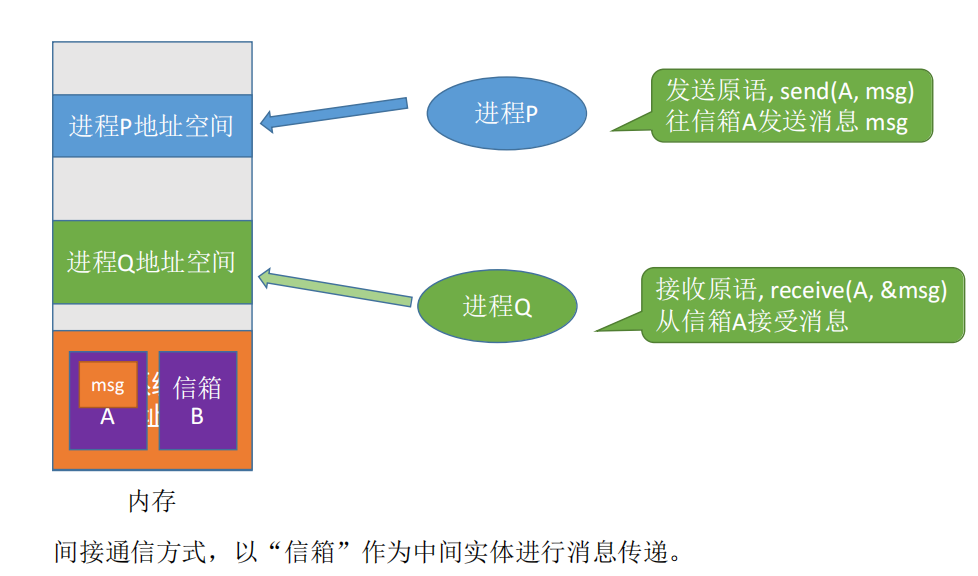 进程P地址空间
进程P
发送原语, send(A, msg)
往信箱A发送消息 msg
进程Q地址空间
进程Q
接收原语, receive(A, &msg)
从信箱A接受消息
msg
A
信箱
B
内存
间接通信方式，以“信箱”作为中间实体进行消息传递。